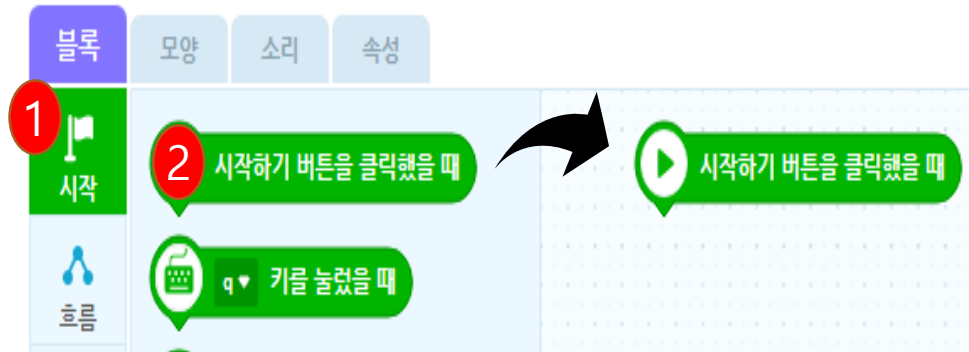 블록 모양 소리 속성
1
시작
2 시작하기 버튼을 클릭했을 때
시작하기 버튼을 클릭했을 때
q 키를 눌렀을 때
흐름